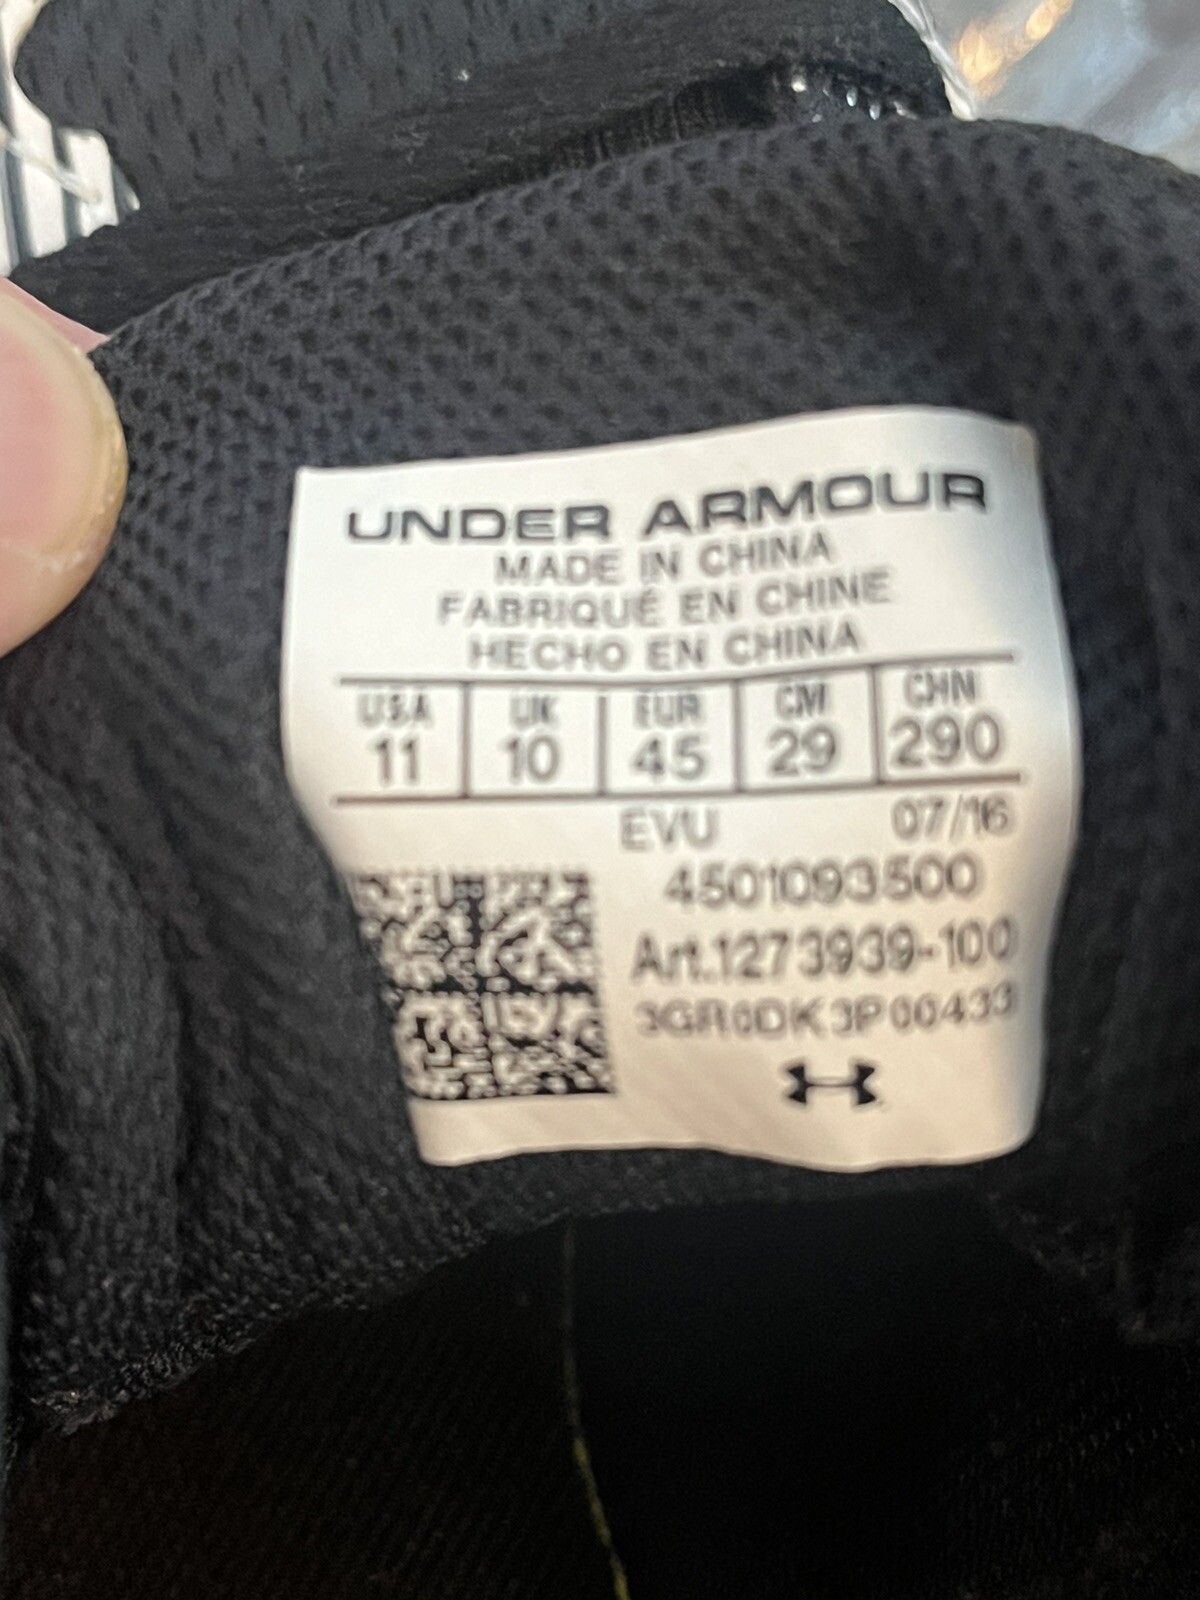 UNDER ARMOUR
MADE IN CHINA
FABRIQUÉ EN CHINE
HECHO EN CHINA
USA UK EUR CM CHN
11 10 45 29 290
EVU 07/16
4501093500
Art.1273939-100
3GR6DK3P00433